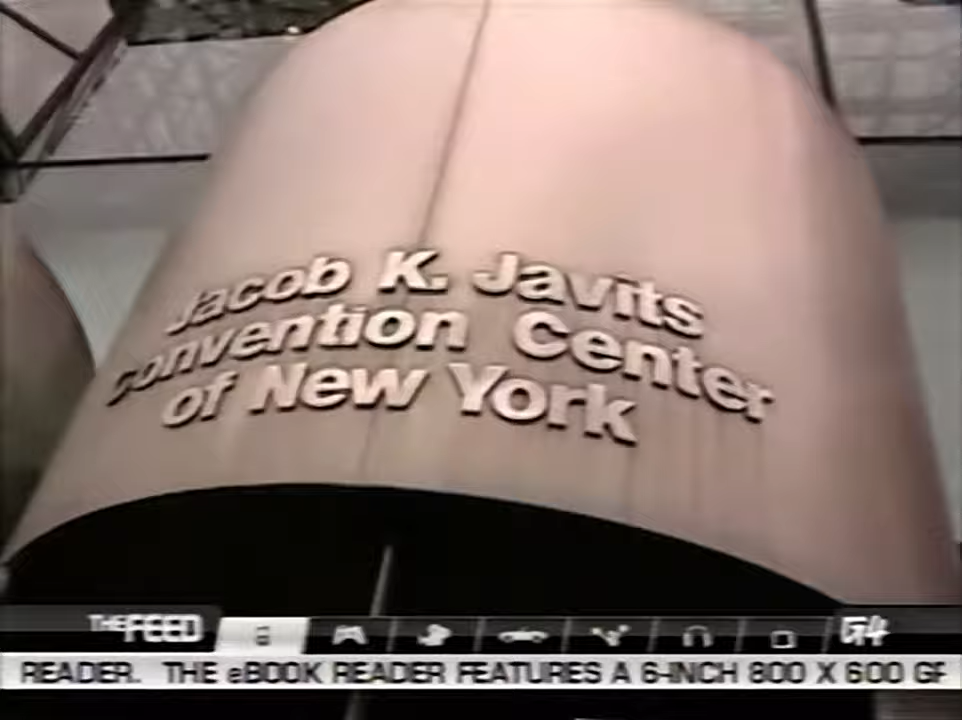 Jacob K. Javits
Convention Center
of New York
THE FEED
G4
READER. THE eBOOK READER FEATURES A 6-INCH 800 X 600 GF